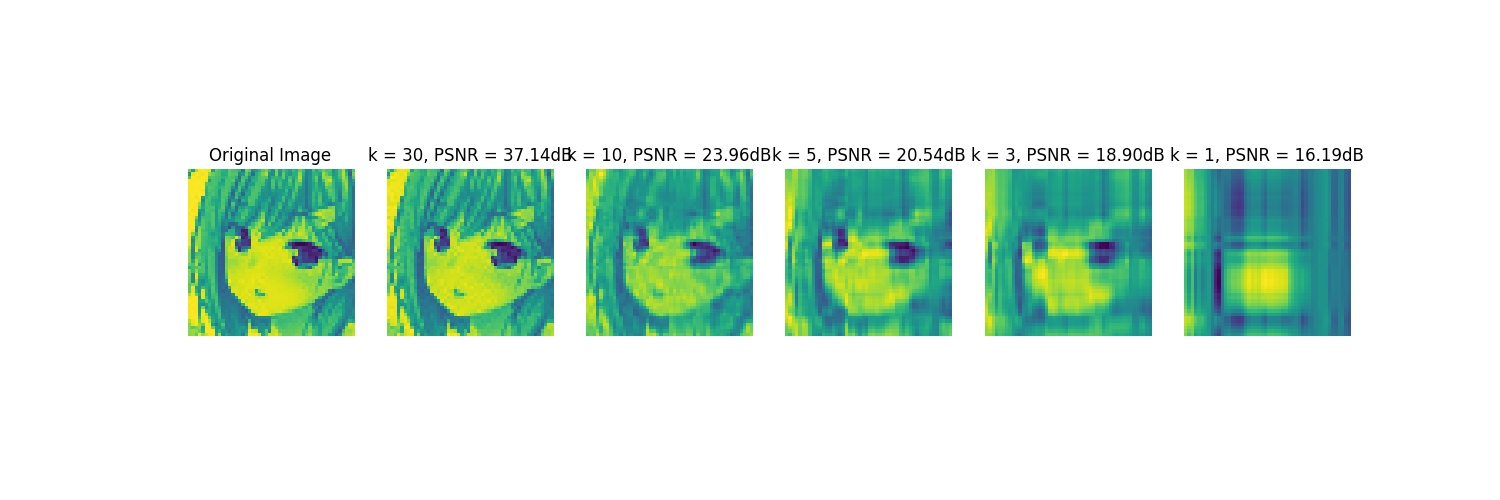 Original Image
k = 30, PSNR = 37.14dB
k = 10, PSNR = 23.96dB
k = 5, PSNR = 20.54dB
k = 3, PSNR = 18.90dB
k = 1, PSNR = 16.19dB